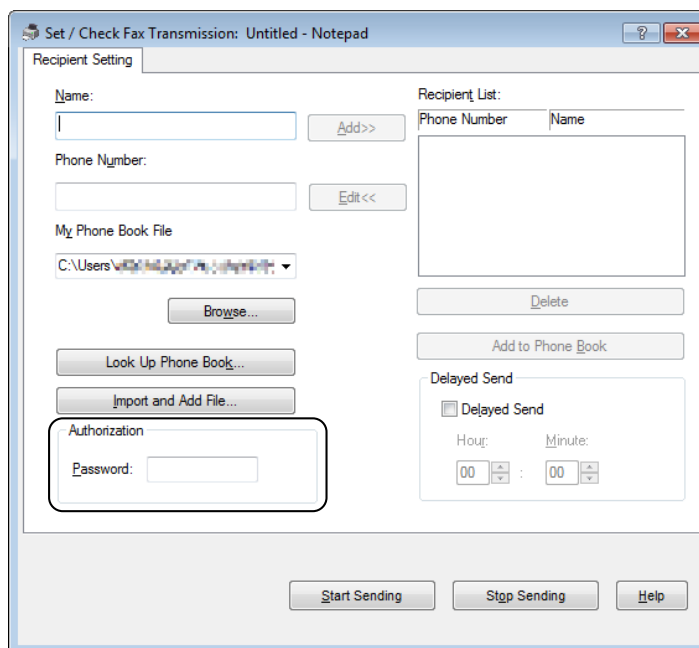 Set / Check Fax Transmission: Untitled - Notepad
?
Recipient Setting
Name:
Add>>
Phone Number:
Edit<<
My Phone Book File
C:\Users\
Browse...
Look Up Phone Book...
Import and Add File...
Authorization
Password:
Recipient List:
Phone Number Name
Delete
Add to Phone Book
Delayed Send
Delayed Send
Hour: Minute:
00 : 00
Start Sending Stop Sending Help